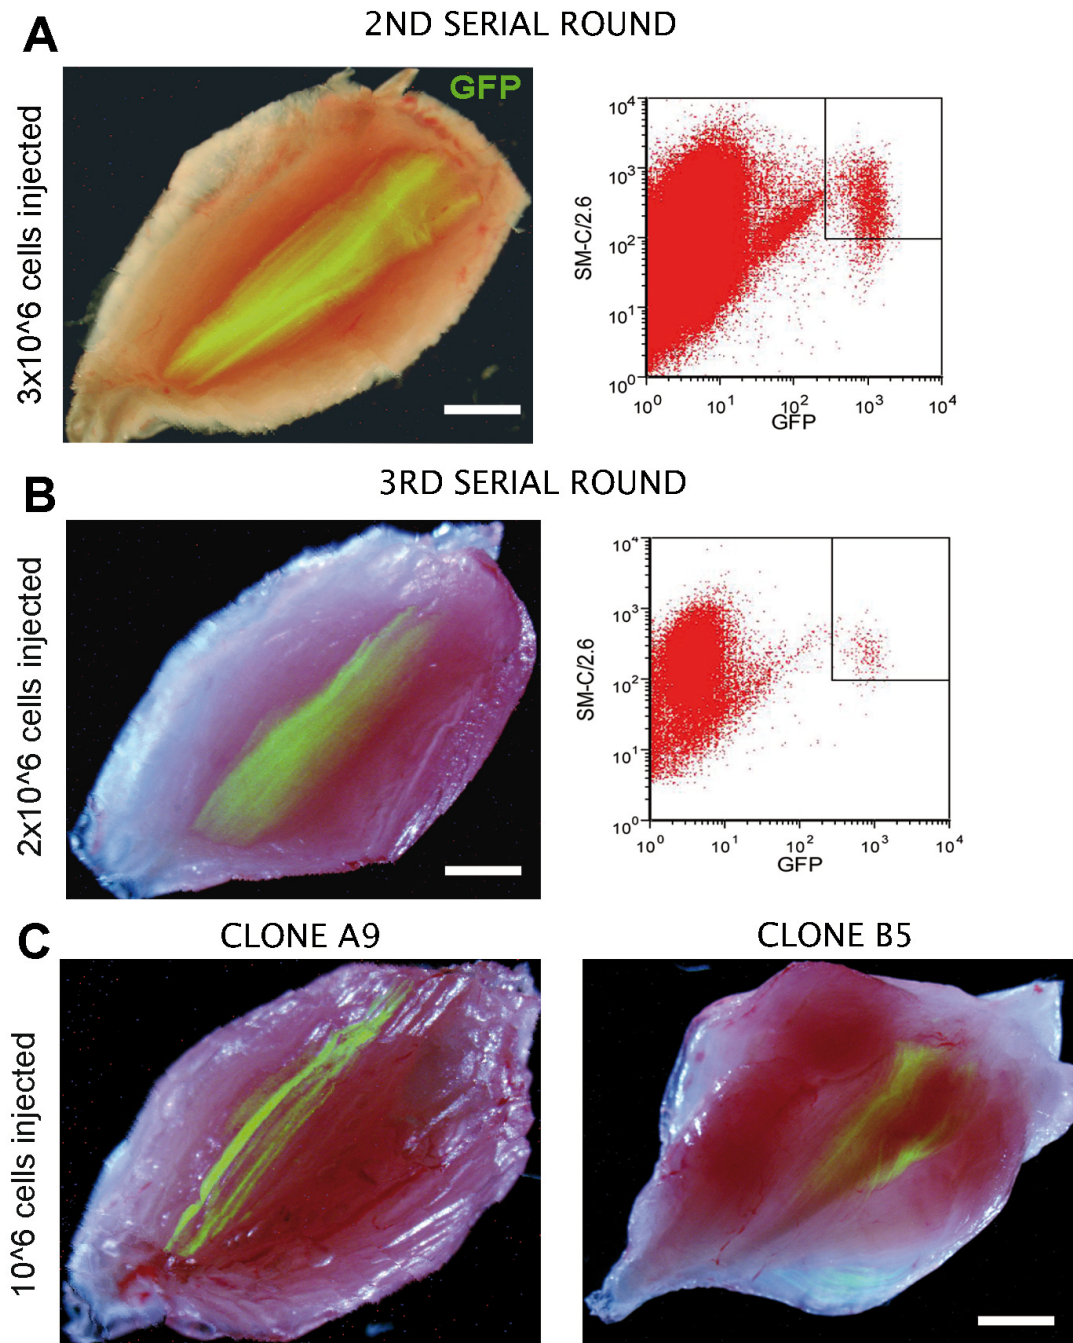 A
2ND SERIAL ROUND
3x10^6 cells injected
GFP
SM-C/2.6
10^4
10^3
10^2
10^1
10^0
10^0 10^1 10^2 10^3 10^4
GFP
B
3RD SERIAL ROUND
2x10^6 cells injected
SM-C/2.6
10^4
10^3
10^2
10^1
10^0
10^0 10^1 10^2 10^3 10^4
GFP
C
CLONE A9
CLONE B5
10^6 cells injected